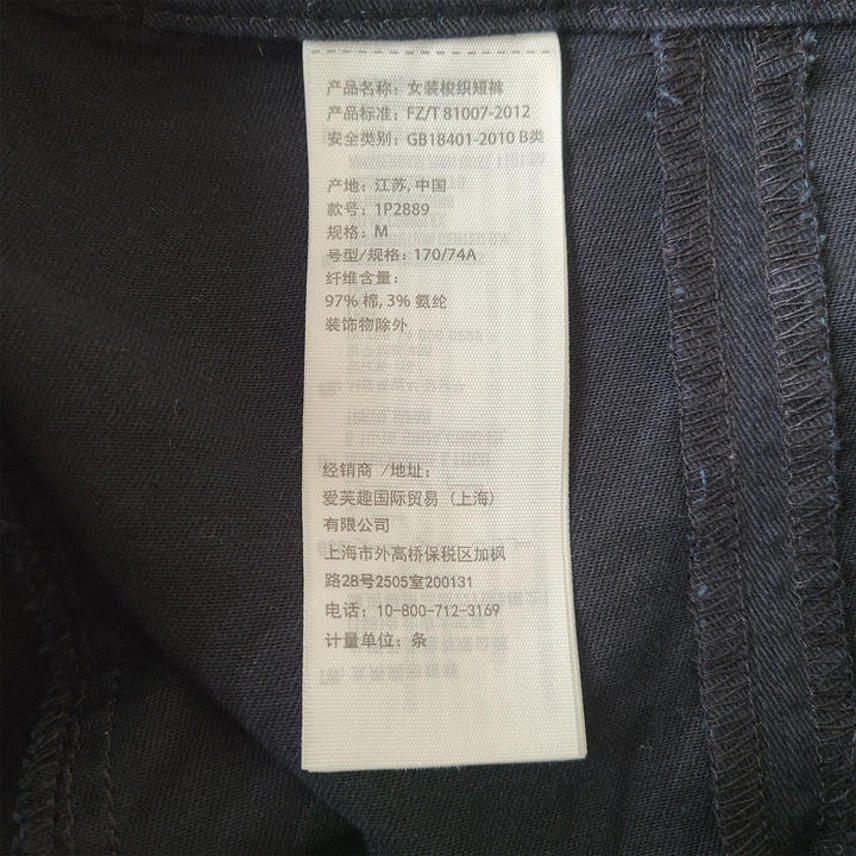 产品名称：女装梭织短裤
产品标准：FZ/T 81007-2012
安全类别：GB18401-2010 B类
产地：江苏, 中国
款号：1P2889
规格：M
号型/规格：170/74A
纤维含量：
97% 棉, 3% 氨纶
装饰物除外
经销商 /地址：
爱芙趣国际贸易 (上海)
有限公司
上海市外高桥保税区加枫
路28号2505室200131
电话：10-800-712-3169
计量单位：条